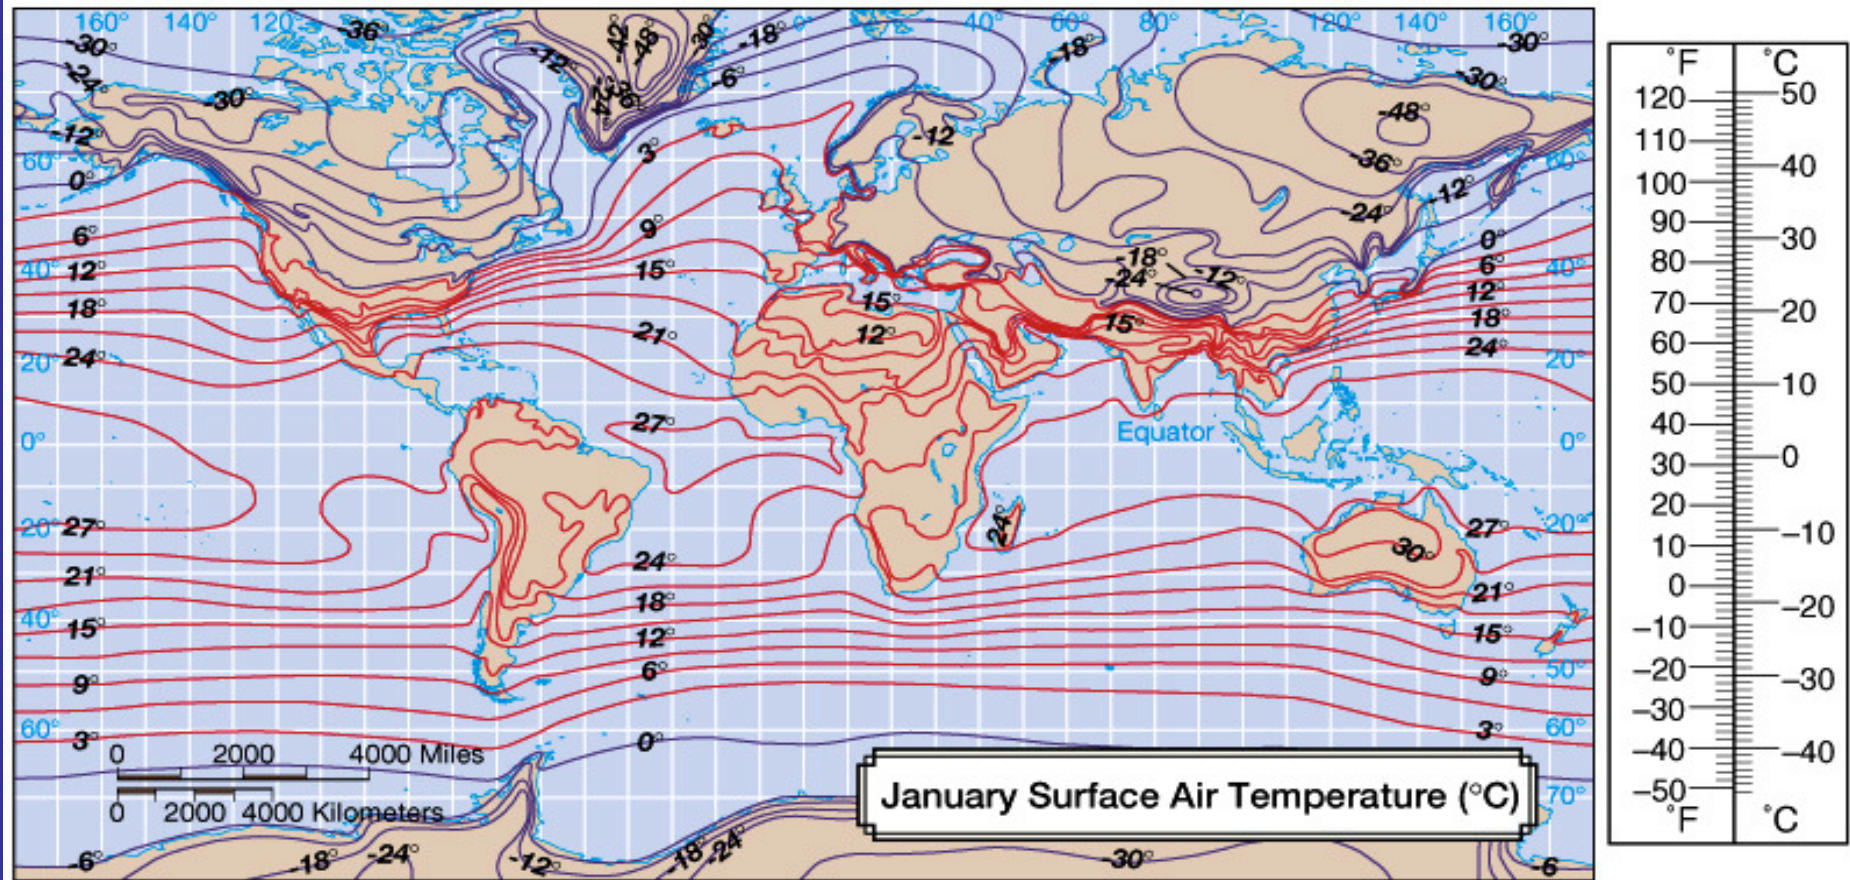 160° 140° 120° 0° 40° 60° 80° 120° 140° 160°
-36° -42° -48° 30° -18° -18° -30°
-30° -12° -6° -30°
-24° -30° -24 -36° -48°
-12° 3° -12° -36°
60° 60°
0° -12°
9° -24°
6° 0°
-18° -12°
40° 12° 15° -24° 6° 40°
15° 12°
18° 21° 12° 15° 18°
24° 24°
20° 20°
27° Equator
0° 0°
27° 24° 27°
20° 20°
24° 30°
21° 18° 21°
40°
15° 12° 15°
6° 50°
9° 9°
60° 60°
3° 0° 3°
0 2000 4000 Miles
0 2000 4000 Kilometers
January Surface Air Temperature (°C)
70°
-6° -18° -24° -12° -18° -24° -30° -6
°F °C
120 50
110
100 40
90
80 30
70
60 20
50 10
40
30 0
20
10 –10
0
–10 –20
–20
–30 –30
–40 –40
–50
°F °C